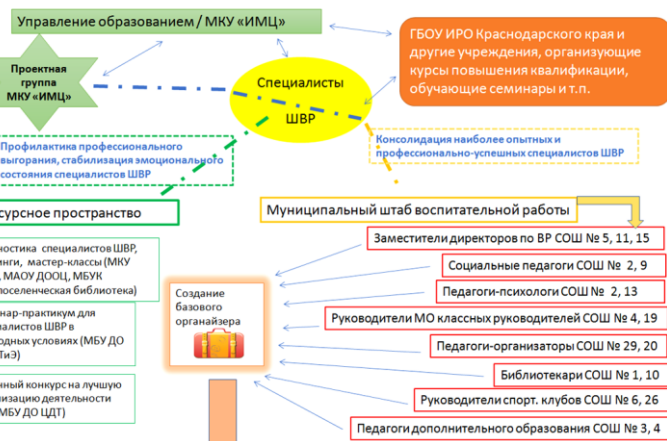 Управление образованием / МКУ «ИМЦ»
Проектная
группа
МКУ «ИМЦ»
Специалисты
ШВР
ГБОУ ИРО Краснодарского края и
другие учреждения, организующие
курсы повышения квалификации,
обучающие семинары и т.п.
Профилактика профессионального
выгорания, стабилизация эмоционального
состояния специалистов ШВР
Консолидация наиболее опытных и
профессионально-успешных специалистов ШВР
сурсное пространство
Муниципальный штаб воспитательной работы
ностика специалистов ШВР,
инги, мастер-классы (МКУ
, МАОУ ДООЦ, МБУК
поселенческая библиотека)
нар-практикум для
иалистов ШВР в
одных условиях (МБУ ДО
ТиЭ)
нный конкурс на лучшую
низацию деятельности
МБУ ДО ЦДТ)
Создание
базового
органайзера
Заместители директоров по ВР СОШ № 5, 11, 15
Социальные педагоги СОШ № 2, 9
Педагоги-психологи СОШ № 2, 13
Руководители МО классных руководителей СОШ № 4, 19
Педагоги-организаторы СОШ № 29, 20
Библиотекари СОШ № 1, 10
Руководители спорт. клубов СОШ № 6, 26
Педагоги дополнительного образования СОШ № 3, 4